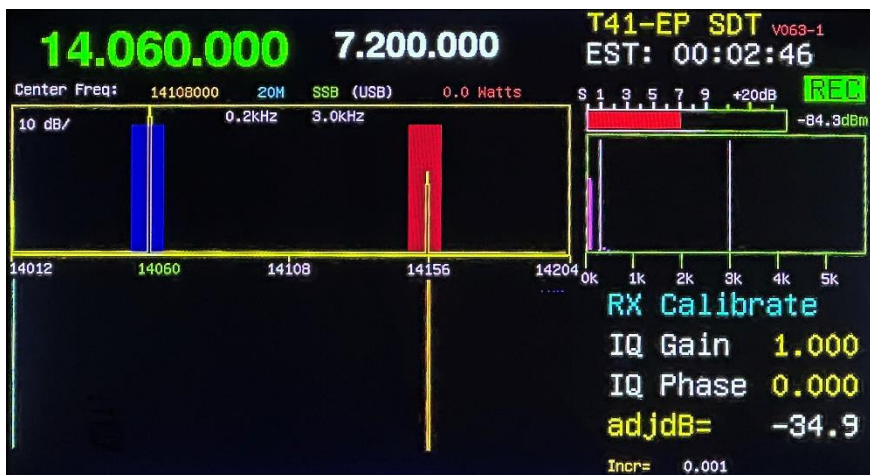 14.060.000 7.200.000
T41-EP SDT V063-1
EST: 00:02:46
Center Freq: 14108000 20M SSB (USB) 0.0 Watts
S 1 3 5 7 9 +20dB REC
-84.3dBm
10 dB/ 0.2kHz 3.0kHz
14012 14060 14108 14156 14204
0k 1k 2k 3k 4k 5k
RX Calibrate
IQ Gain 1.000
IQ Phase 0.000
adjdB= -34.9
Incr= 0.001